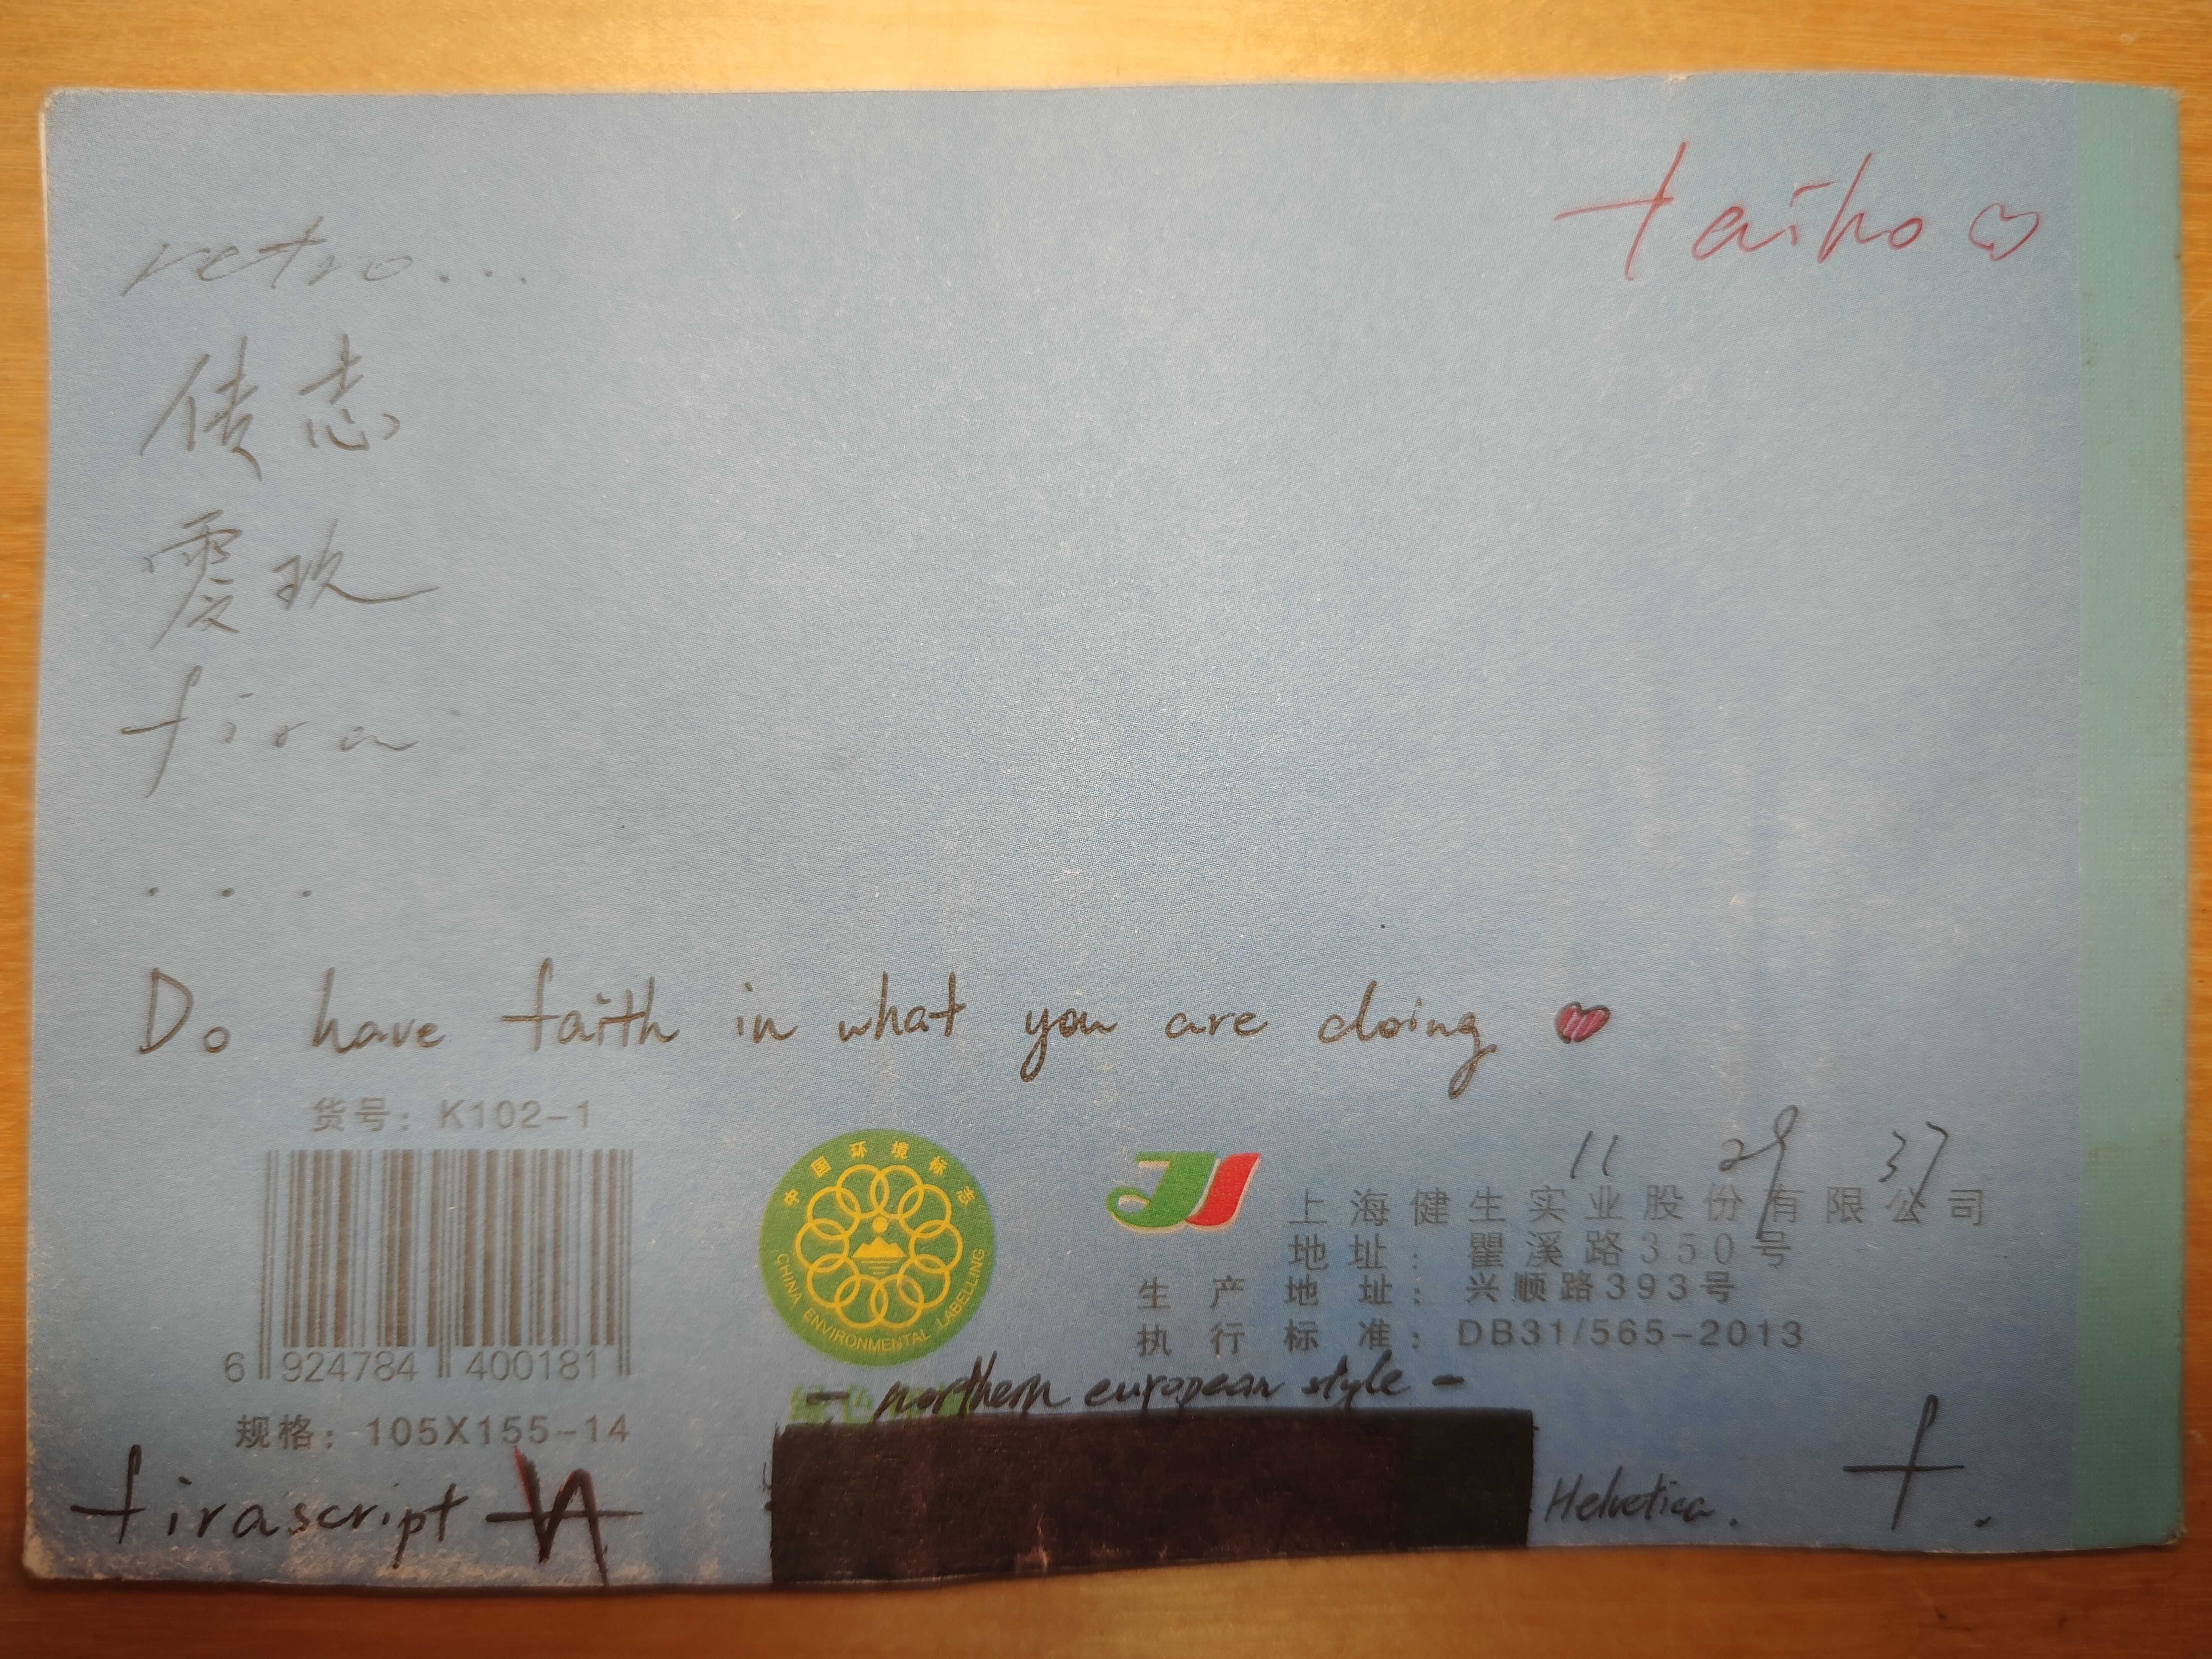 taiko
retro...
传志
震玖
fira
. . .
Do have faith in what you are doing
货号：K102-1
6 924784 400181
规格：105X155-14
中国环境标志
CHINA ENVIRONMENTAL LABELLING
11 29 37
上海健生实业股份有限公司
地址：瞿溪路350号
生产地址：兴顺路393号
执行标准：DB31/565-2013
- northern european style -
firascript
Helvetica.
f.